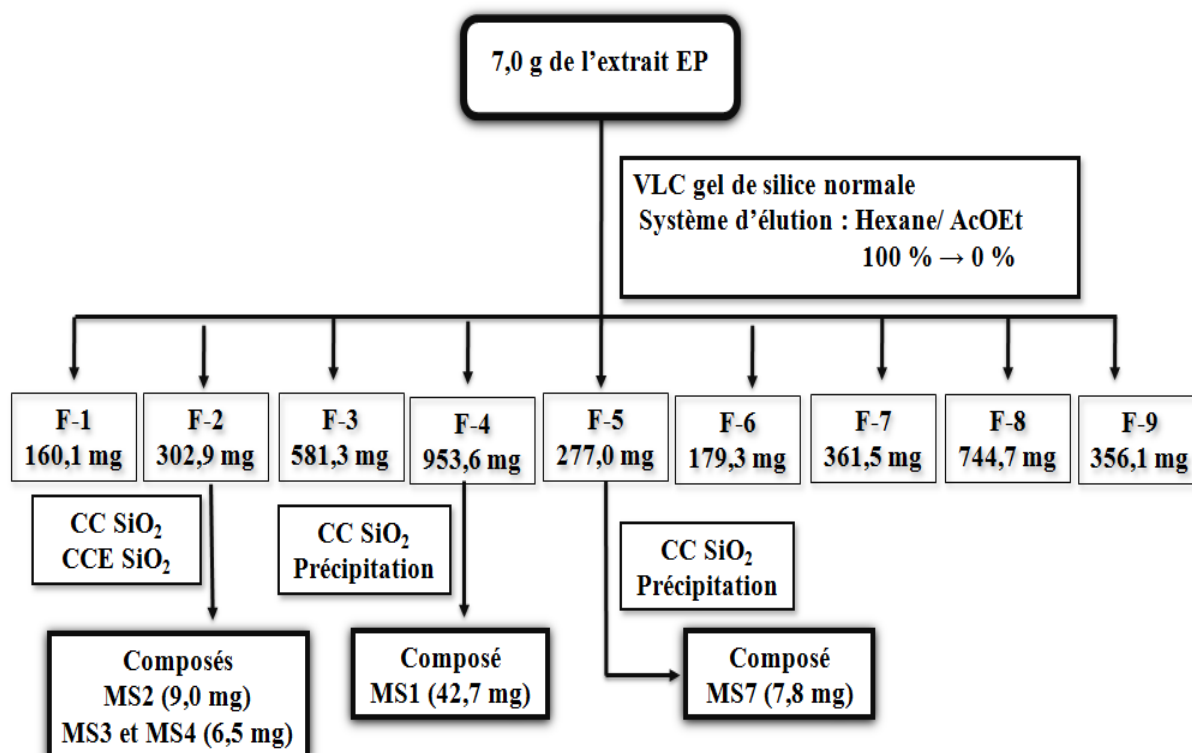 7,0 g de l'extrait EP
VLC gel de silice normale
Système d'élution : Hexane/ AcOEt
100 % → 0 %
F-1
160,1 mg
F-2
302,9 mg
F-3
581,3 mg
F-4
953,6 mg
F-5
277,0 mg
F-6
179,3 mg
F-7
361,5 mg
F-8
744,7 mg
F-9
356,1 mg
CC SiO₂
CCE SiO₂
CC SiO₂
Précipitation
CC SiO₂
Précipitation
Composés
MS2 (9,0 mg)
MS3 et MS4 (6,5 mg)
Composé
MS1 (42,7 mg)
Composé
MS7 (7,8 mg)